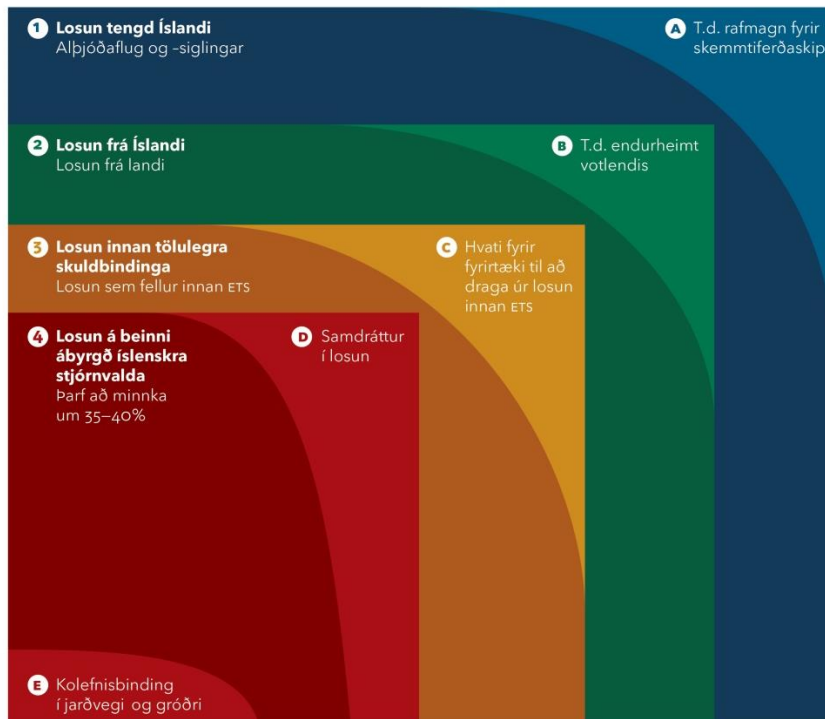 1 Losun tengd Íslandi
Alþjóðaflug og –siglingar
A T.d. rafmagn fyrir
skemmtiferðaskip
2 Losun frá Íslandi
Losun frá landi
B T.d. endurheimt
votlendis
3 Losun innan tölulegra
skuldbindinga
Losun sem fellur innan ETS
C Hvati fyrir
fyrirtæki til að
draga úr losun
innan ETS
4 Losun á beinni
ábyrgð íslenskra
stjórnvalda
Þarf að minnka
um 35–40%
D Samdráttur
í losun
E Kolefnisbinding
í jarðvegi og gróðri